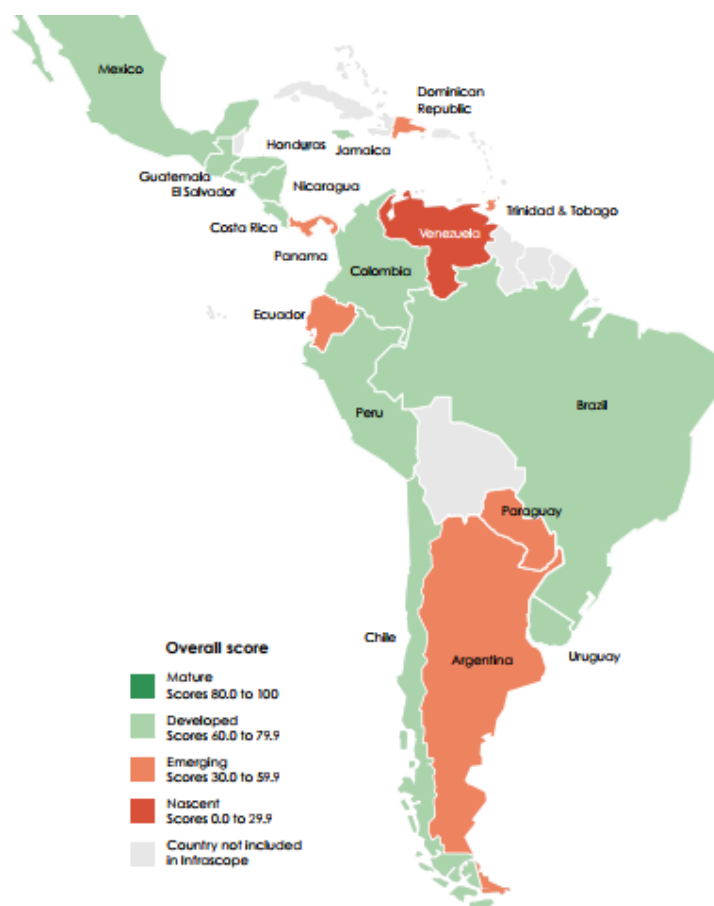 Mexico
Dominican
Republic
Honduras
Jamaica
Guatemala
El Salvador
Nicaragua
Trinidad & Tobago
Costa Rica
Venezuela
Panama
Colombia
Ecuador
Peru
Brazil
Paraguay
Chile
Argentina
Uruguay
Overall score
Mature
Scores 80.0 to 100
Developed
Scores 60.0 to 79.9
Emerging
Scores 30.0 to 59.9
Nascent
Scores 0.0 to 29.9
Country not included
in Infrascope